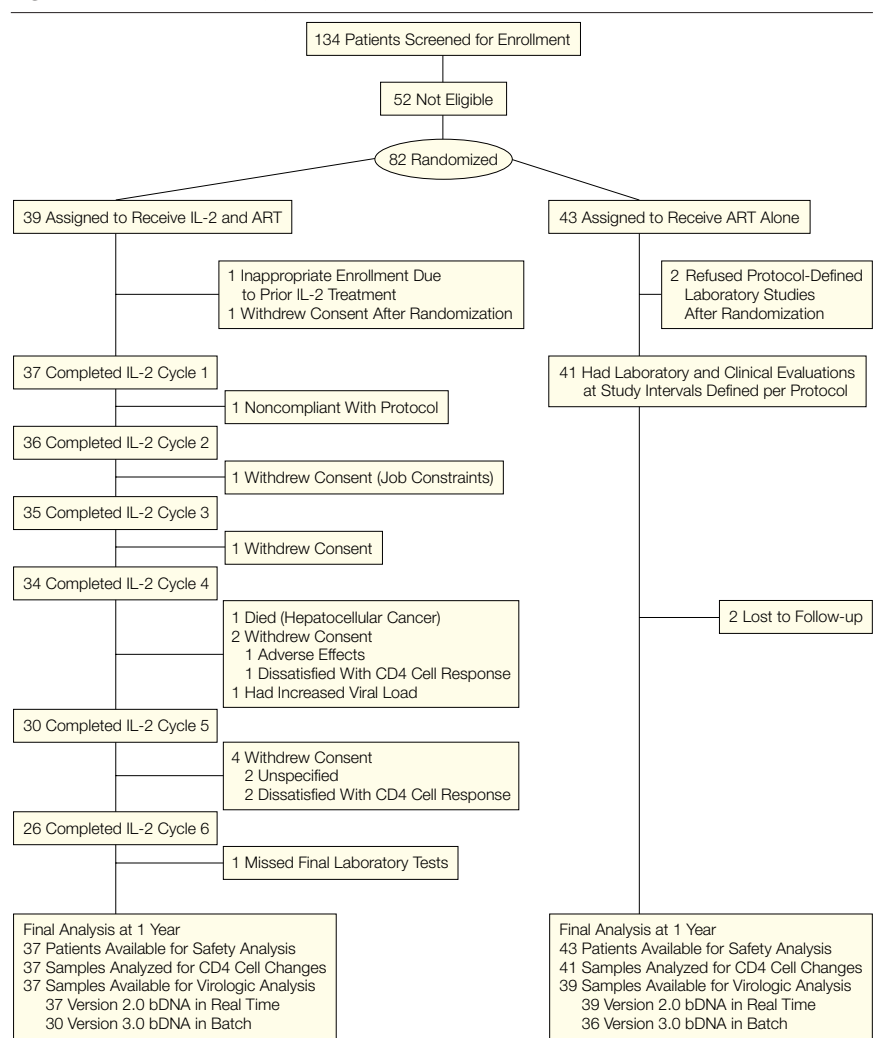 134 Patients Screened for Enrollment
52 Not Eligible
82 Randomized
39 Assigned to Receive IL-2 and ART
43 Assigned to Receive ART Alone
1 Inappropriate Enrollment Due
to Prior IL-2 Treatment
1 Withdrew Consent After Randomization
2 Refused Protocol-Defined
Laboratory Studies
After Randomization
37 Completed IL-2 Cycle 1
41 Had Laboratory and Clinical Evaluations
at Study Intervals Defined per Protocol
1 Noncompliant With Protocol
36 Completed IL-2 Cycle 2
1 Withdrew Consent (Job Constraints)
35 Completed IL-2 Cycle 3
1 Withdrew Consent
34 Completed IL-2 Cycle 4
1 Died (Hepatocellular Cancer)
2 Withdrew Consent
1 Adverse Effects
1 Dissatisfied With CD4 Cell Response
1 Had Increased Viral Load
2 Lost to Follow-up
30 Completed IL-2 Cycle 5
4 Withdrew Consent
2 Unspecified
2 Dissatisfied With CD4 Cell Response
26 Completed IL-2 Cycle 6
1 Missed Final Laboratory Tests
Final Analysis at 1 Year
37 Patients Available for Safety Analysis
37 Samples Analyzed for CD4 Cell Changes
37 Samples Available for Virologic Analysis
37 Version 2.0 bDNA in Real Time
30 Version 3.0 bDNA in Batch
Final Analysis at 1 Year
43 Patients Available for Safety Analysis
41 Samples Analyzed for CD4 Cell Changes
39 Samples Available for Virologic Analysis
39 Version 2.0 bDNA in Real Time
36 Version 3.0 bDNA in Batch